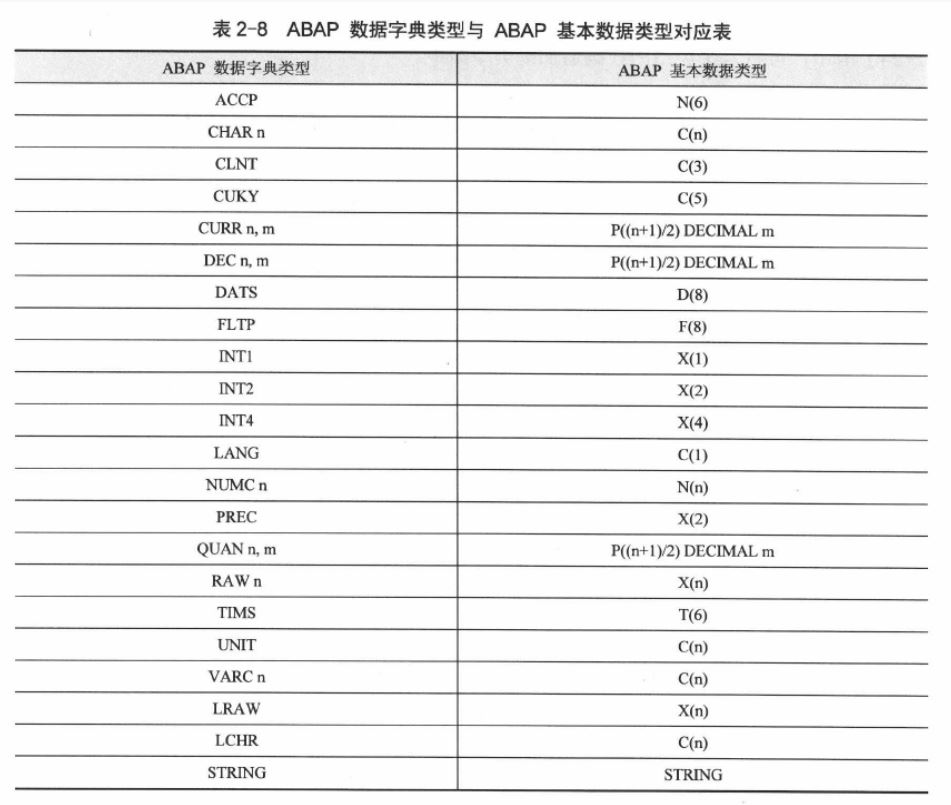 表 2-8 ABAP 数据字典类型与 ABAP 基本数据类型对应表
ABAP 数据字典类型 ABAP 基本数据类型
ACCP N(6)
CHAR n C(n)
CLNT C(3)
CUKY C(5)
CURR n, m P((n+1)/2) DECIMAL m
DEC n, m P((n+1)/2) DECIMAL m
DATS D(8)
FLTP F(8)
INT1 X(1)
INT2 X(2)
INT4 X(4)
LANG C(1)
NUMC n N(n)
PREC X(2)
QUAN n, m P((n+1)/2) DECIMAL m
RAW n X(n)
TIMS T(6)
UNIT C(n)
VARC n C(n)
LRAW X(n)
LCHR C(n)
STRING STRING